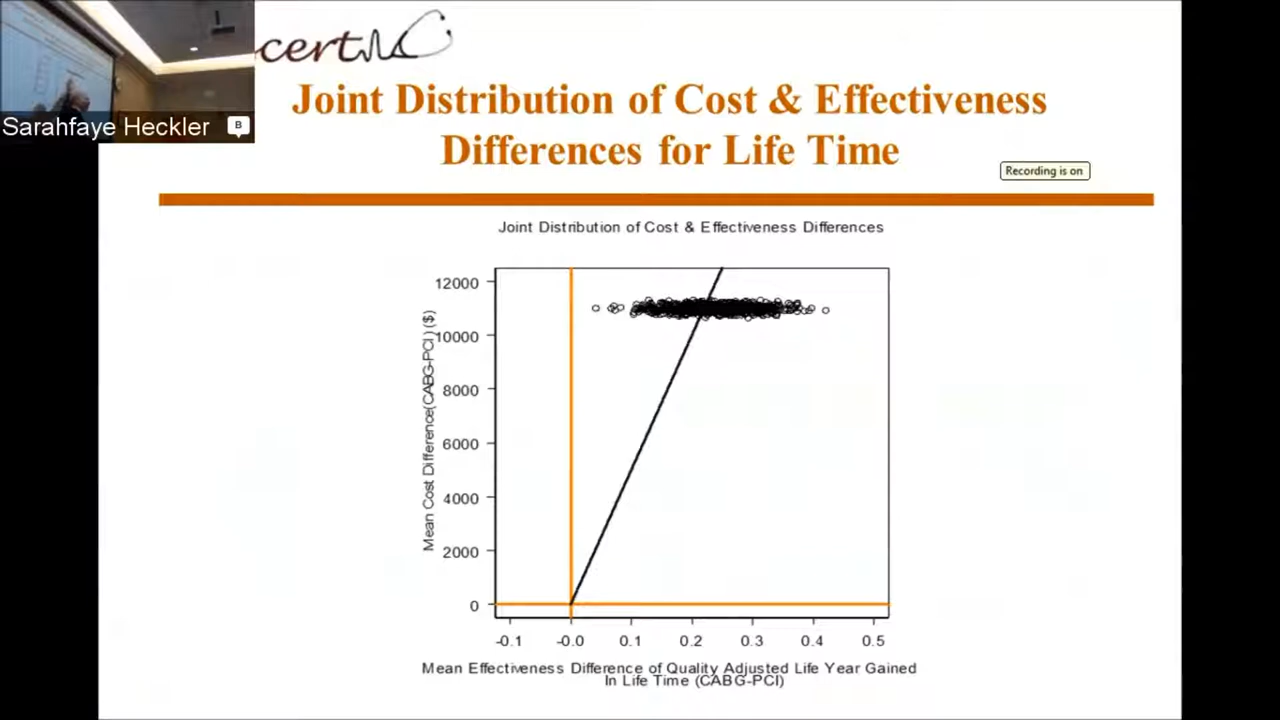 cert
Joint Distribution of Cost & Effectiveness
Differences for Life Time
Sarahfaye Heckler
B
Recording is on
Joint Distribution of Cost & Effectiveness Differences
12000
10000
8000
6000
4000
2000
0
Mean Cost Difference(CABG-PCI) ($)
-0.1 -0.0 0.1 0.2 0.3 0.4 0.5
Mean Effectiveness Difference of Quality Adjusted Life Year Gained
In Life Time (CABG-PCI)